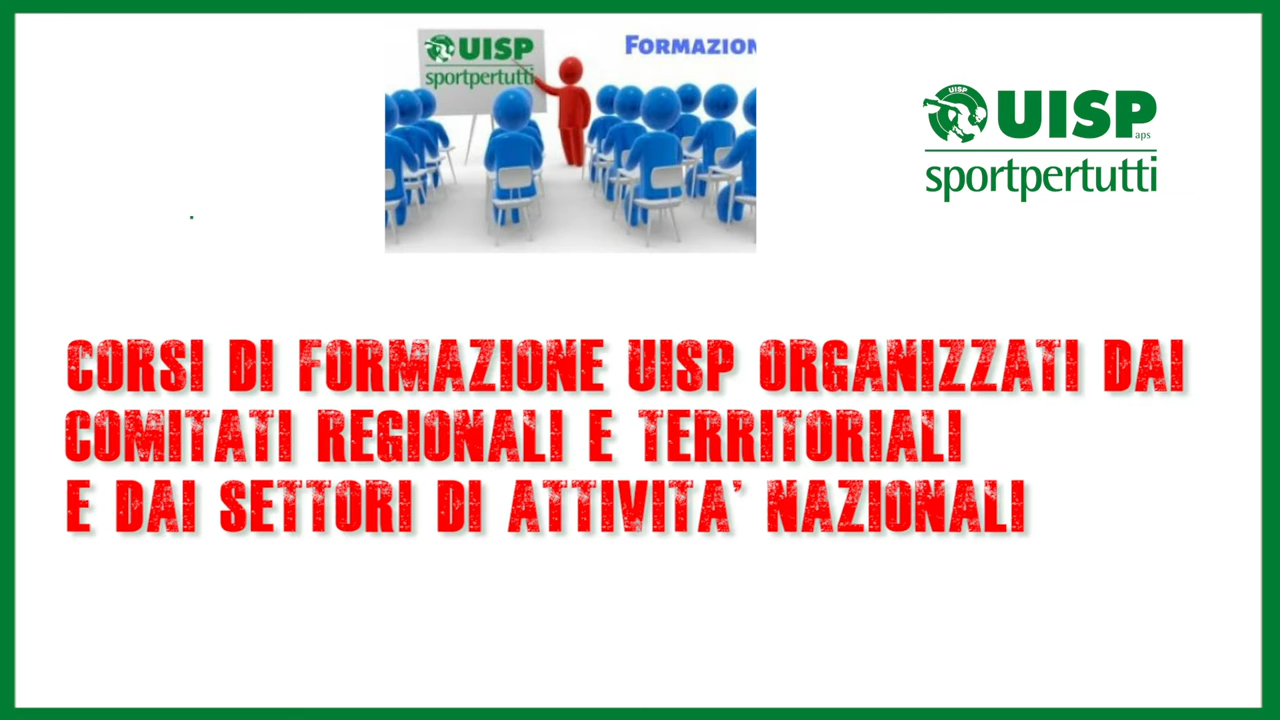 UISP
sportpertutti
FORMAZION
UISP
UISP
aps
sportpertutti
CORSI DI FORMAZIONE UISP ORGANIZZATI DAI
COMITATI REGIONALI E TERRITORIALI
E DAI SETTORI DI ATTIVITA' NAZIONALI